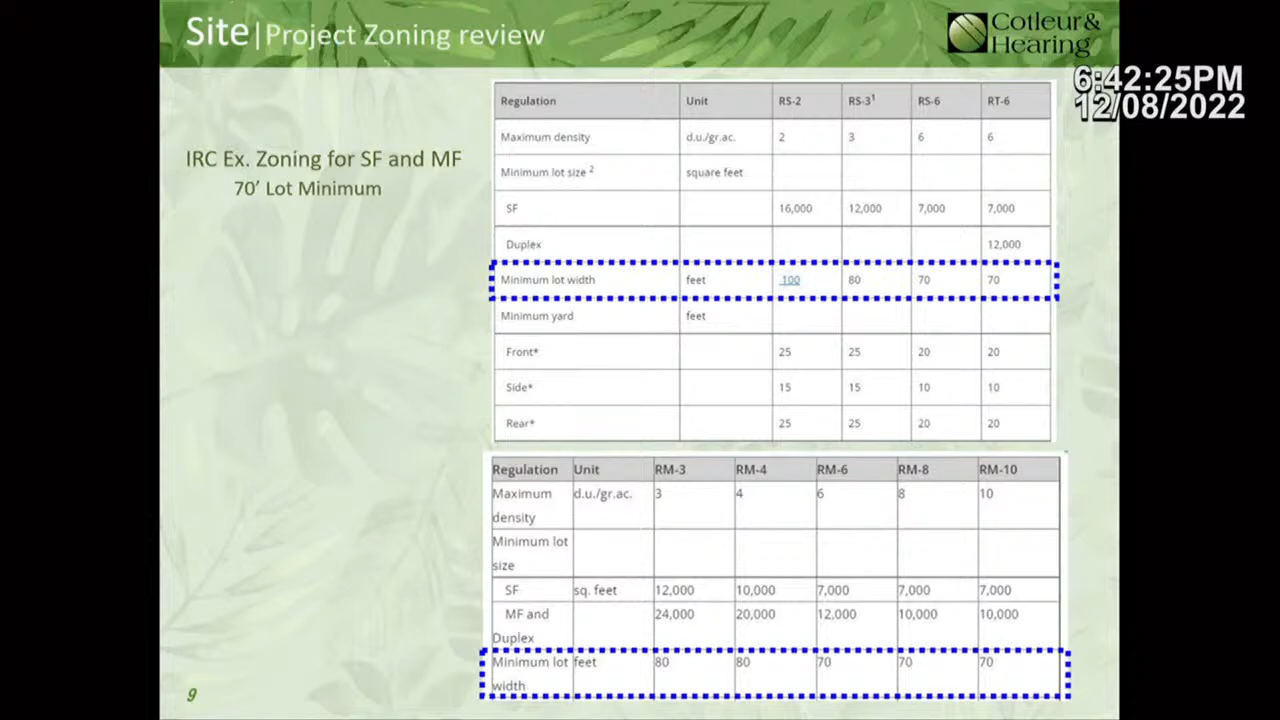 Site|Project Zoning review
Cotleur&
Hearing
6:42:25PM
12/08/2022
IRC Ex. Zoning for SF and MF
70’ Lot Minimum
Regulation Unit RS-2 RS-3¹ RS-6 RT-6
Maximum density d.u./gr.ac. 2 3 6 6
Minimum lot size ² square feet
SF 16,000 12,000 7,000 7,000
Duplex 12,000
Minimum lot width feet 100 80 70 70
Minimum yard feet
Front* 25 25 20 20
Side* 15 15 10 10
Rear* 25 25 20 20
Regulation Unit RM-3 RM-4 RM-6 RM-8 RM-10
Maximum d.u./gr.ac. 3 4 6 8 10
density
Minimum lot
size
SF sq. feet 12,000 10,000 7,000 7,000 7,000
MF and 24,000 20,000 12,000 10,000 10,000
Duplex
Minimum lot feet 80 80 70 70 70
width
9